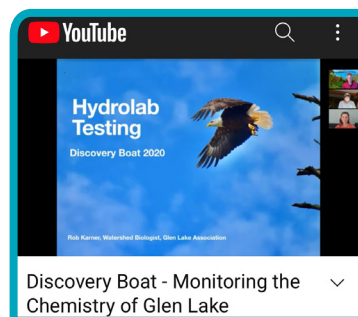 YouTube
Hydrolab
Testing
Discovery Boat 2020
Rob Karner, Watershed Biologist, Glen Lake Association
Discovery Boat - Monitoring the
Chemistry of Glen Lake